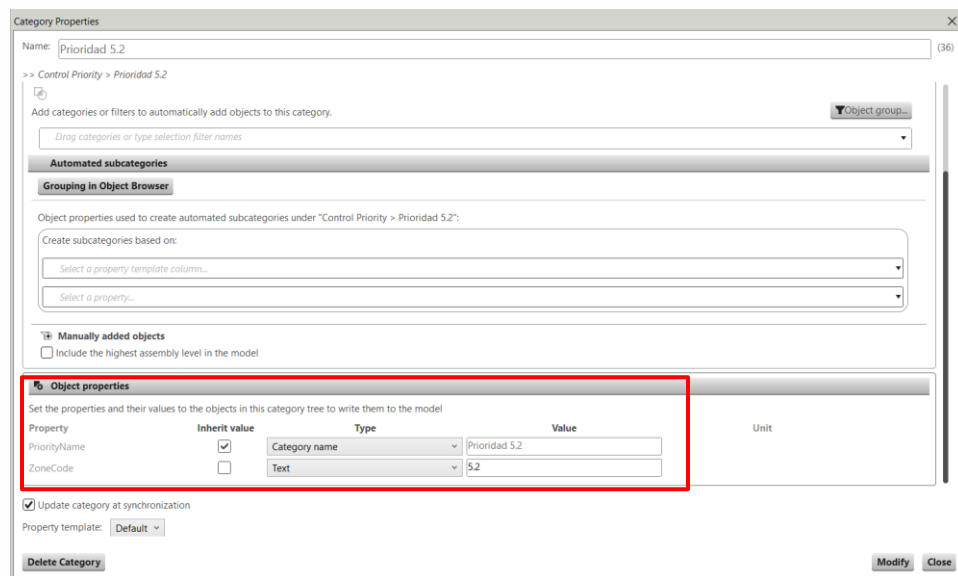 Category Properties
Name: Prioridad 5.2 (36)
>> Control Priority > Prioridad 5.2
Add categories or filters to automatically add objects to this category.
Object group...
Drag categories or type selection filter names
Automated subcategories
Grouping in Object Browser
Object properties used to create automated subcategories under "Control Priority > Prioridad 5.2":
Create subcategories based on:
Select a property template column...
Select a property...
Manually added objects
Include the highest assembly level in the model
Object properties
Set the properties and their values to the objects in this category tree to write them to the model
Property Inherit value Type Value Unit
PriorityName Category name Prioridad 5.2
ZoneCode Text 5.2
Update category at synchronization
Property template: Default
Delete Category Modify Close